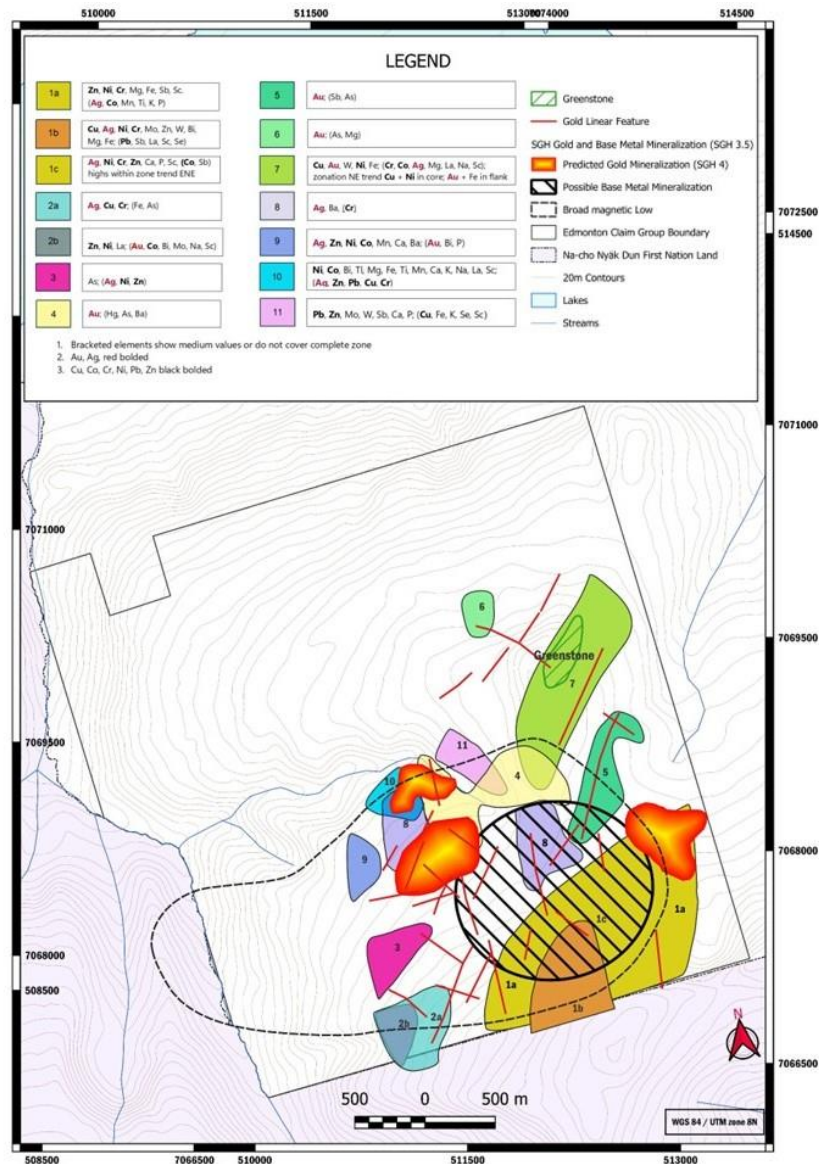 510000
511500
513000
7074000
514500
LEGEND
1a
Zn, Ni, Cr, Mg, Fe, Sb, Sc.
(Ag, Co, Mn, Ti, K, P)
1b
Cu, Ag, Ni, Cr, Mo, Zn, W, Bi,
Mg, Fe; (Pb, Sb, La, Sc, Se)
1c
Ag, Ni, Cr, Zn, Ca, P, Sc, (Co, Sb)
highs within zone trend ENE
2a
Ag, Cu, Cr; (Fe, As)
2b
Zn, Ni, La; (Au, Co, Bi, Mo, Na, Sc)
3
As; (Ag, Ni, Zn)
4
Au; (Hg, As, Ba)
5
Au; (Sb, As)
6
Au; (As, Mg)
7
Cu, Au, W, Ni, Fe; (Cr, Co, Ag, Mg, La, Na, Sc);
zonation NE trend Cu + Ni in core; Au + Fe in flank
8
Ag, Ba, (Cr)
9
Ag, Zn, Ni, Co, Mn, Ca, Ba; (Au, Bi, P)
10
Ni, Co, Bi, Tl, Mg, Fe, Ti, Mn, Ca, K, Na, La, Sc;
(Ag, Zn, Pb, Cu, Cr)
11
Pb, Zn, Mo, W, Sb, Ca, P; (Cu, Fe, K, Se, Sc)
Greenstone
Gold Linear Feature
SGH Gold and Base Metal Mineralization (SGH 3.5)
Predicted Gold Mineralization (SGH 4)
Possible Base Metal Mineralization
Broad magnetic Low
Edmonton Claim Group Boundary
Na-cho Nyäk Dun First Nation Land
20m Contours
Lakes
Streams
1. Bracketed elements show medium values or do not cover complete zone
2. Au, Ag, red bolded
3. Cu, Co, Cr, Ni, Pb, Zn black bolded
7072500
514500
7071000
7071000
6
7069500
Greenstone
7
7069500
11
4
10
5
8
8
9
7068000
1c
1a
3
7068000
508500
1a
1b
2b
2a
N
7066500
500 0 500 m
WGS 84 / UTM zone 8N
508500
7066500
510000
511500
513000